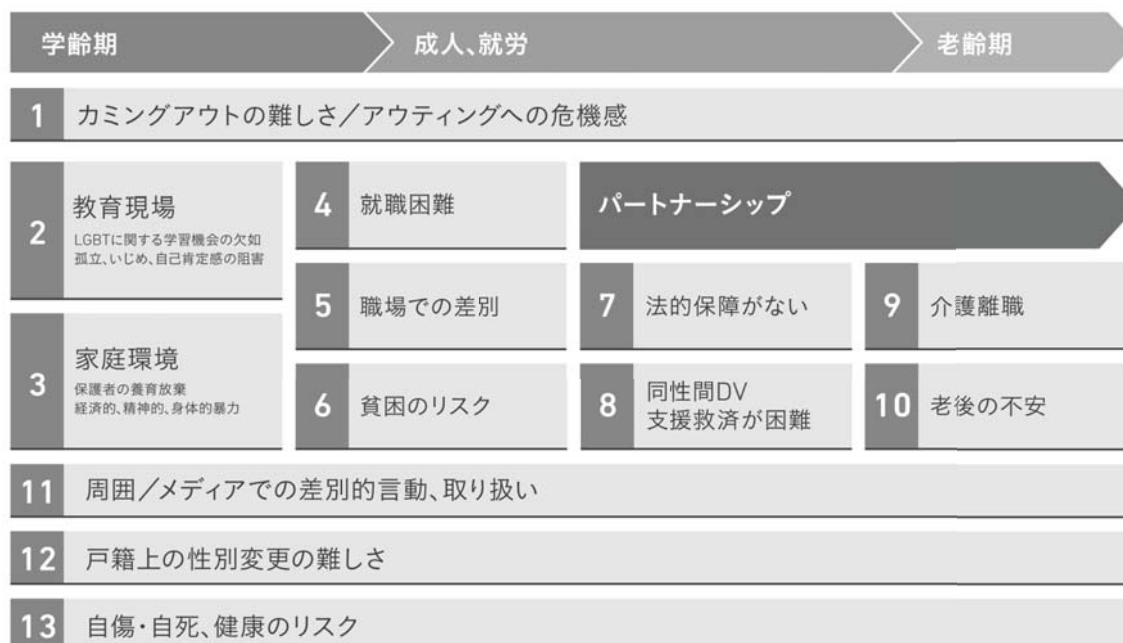 学齢期
成人、就労
老齢期
1 カミングアウトの難しさ/アウティングへの危機感
2 教育現場
LGBTに関する学習機会の欠如
孤立、いじめ、自己肯定感の阻害
3 家庭環境
保護者の養育放棄
経済的、精神的、身体的暴力
4 就職困難
5 職場での差別
6 貧困のリスク
パートナーシップ
7 法的保障がない
8 同性間DV
支援救済が困難
9 介護離職
10 老後の不安
11 周囲/メディアでの差別的言動、取り扱い
12 戸籍上の性別変更の難しさ
13 自傷・自死、健康のリスク